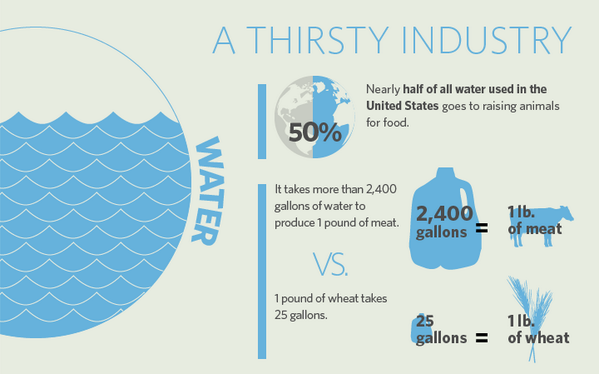 A THIRSTY INDUSTRY
WATER
50%
Nearly half of all water used in the
United States goes to raising animals
for food.
It takes more than 2,400
gallons of water to
produce 1 pound of meat.
VS.
1 pound of wheat takes
25 gallons.
2,400
gallons
=
1 lb.
of meat
25
gallons
=
1 lb.
of wheat